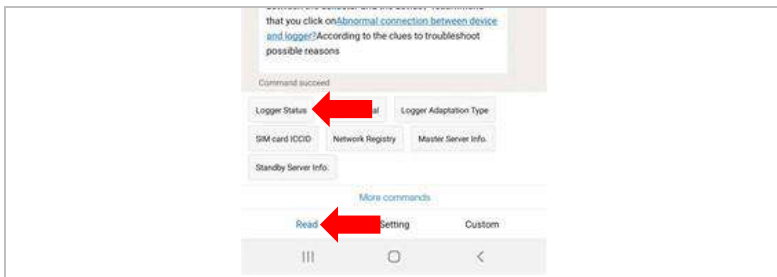 that you click onAbnormal connection between device
and logger?According to the clues to troubleshoot
possible reasons
Command succeed
Logger Status al Logger Adaptation Type
SIM card ICCID Network Registry Master Server Info.
Standby Server Info.
More commands
Read Setting Custom